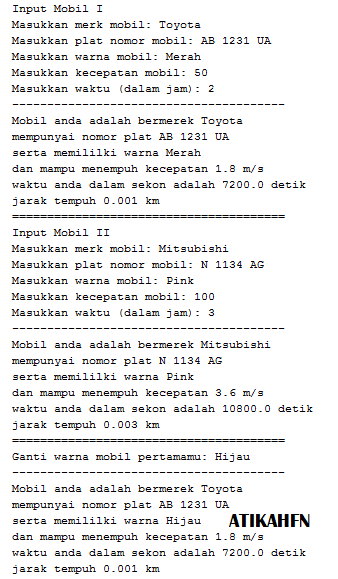 Input Mobil I
Masukkan merk mobil: Toyota
Masukkan plat nomor mobil: AB 1231 UA
Masukkan warna mobil: Merah
Masukkan kecepatan mobil: 50
Masukkan waktu (dalam jam): 2
---------------------------------------
Mobil anda adalah bermerek Toyota
mempunyai nomor plat AB 1231 UA
serta memililki warna Merah
dan mampu menempuh kecepatan 1.8 m/s
waktu anda dalam sekon adalah 7200.0 detik
jarak tempuh 0.001 km
=======================================
Input Mobil II
Masukkan merk mobil: Mitsubishi
Masukkan plat nomor mobil: N 1134 AG
Masukkan warna mobil: Pink
Masukkan kecepatan mobil: 100
Masukkan waktu (dalam jam): 3
---------------------------------------
Mobil anda adalah bermerek Mitsubishi
mempunyai nomor plat N 1134 AG
serta memililki warna Pink
dan mampu menempuh kecepatan 3.6 m/s
waktu anda dalam sekon adalah 10800.0 detik
jarak tempuh 0.003 km
=======================================
Ganti warna mobil pertamamu: Hijau
---------------------------------------
Mobil anda adalah bermerek Toyota
mempunyai nomor plat AB 1231 UA
serta memililki warna Hijau
ATIKAHFN
dan mampu menempuh kecepatan 1.8 m/s
waktu anda dalam sekon adalah 7200.0 detik
jarak tempuh 0.001 km